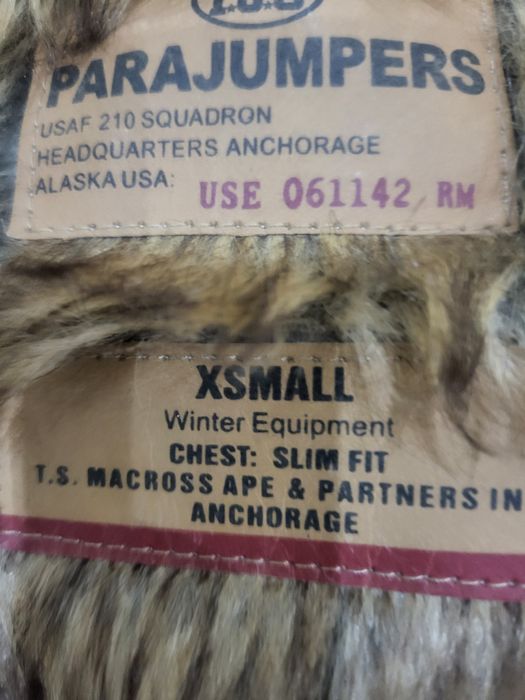 PARAJUMPERS
USAF 210 SQUADRON
HEADQUARTERS ANCHORAGE
ALASKA USA: USE 061142 RM
XSMALL
Winter Equipment
CHEST: SLIM FIT
T.S. MACROSS APE & PARTNERS IN
ANCHORAGE